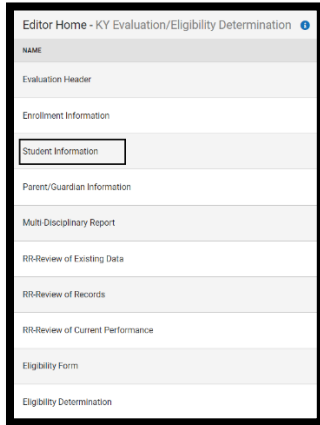 Editor Home - KY Evaluation/Eligibility Determination i
NAME
Evaluation Header
Enrollment Information
Student Information
Parent/Guardian Information
Multi-Disciplinary Report
RR-Review of Existing Data
RR-Review of Records
RR-Review of Current Performance
Eligibility Form
Eligibility Determination